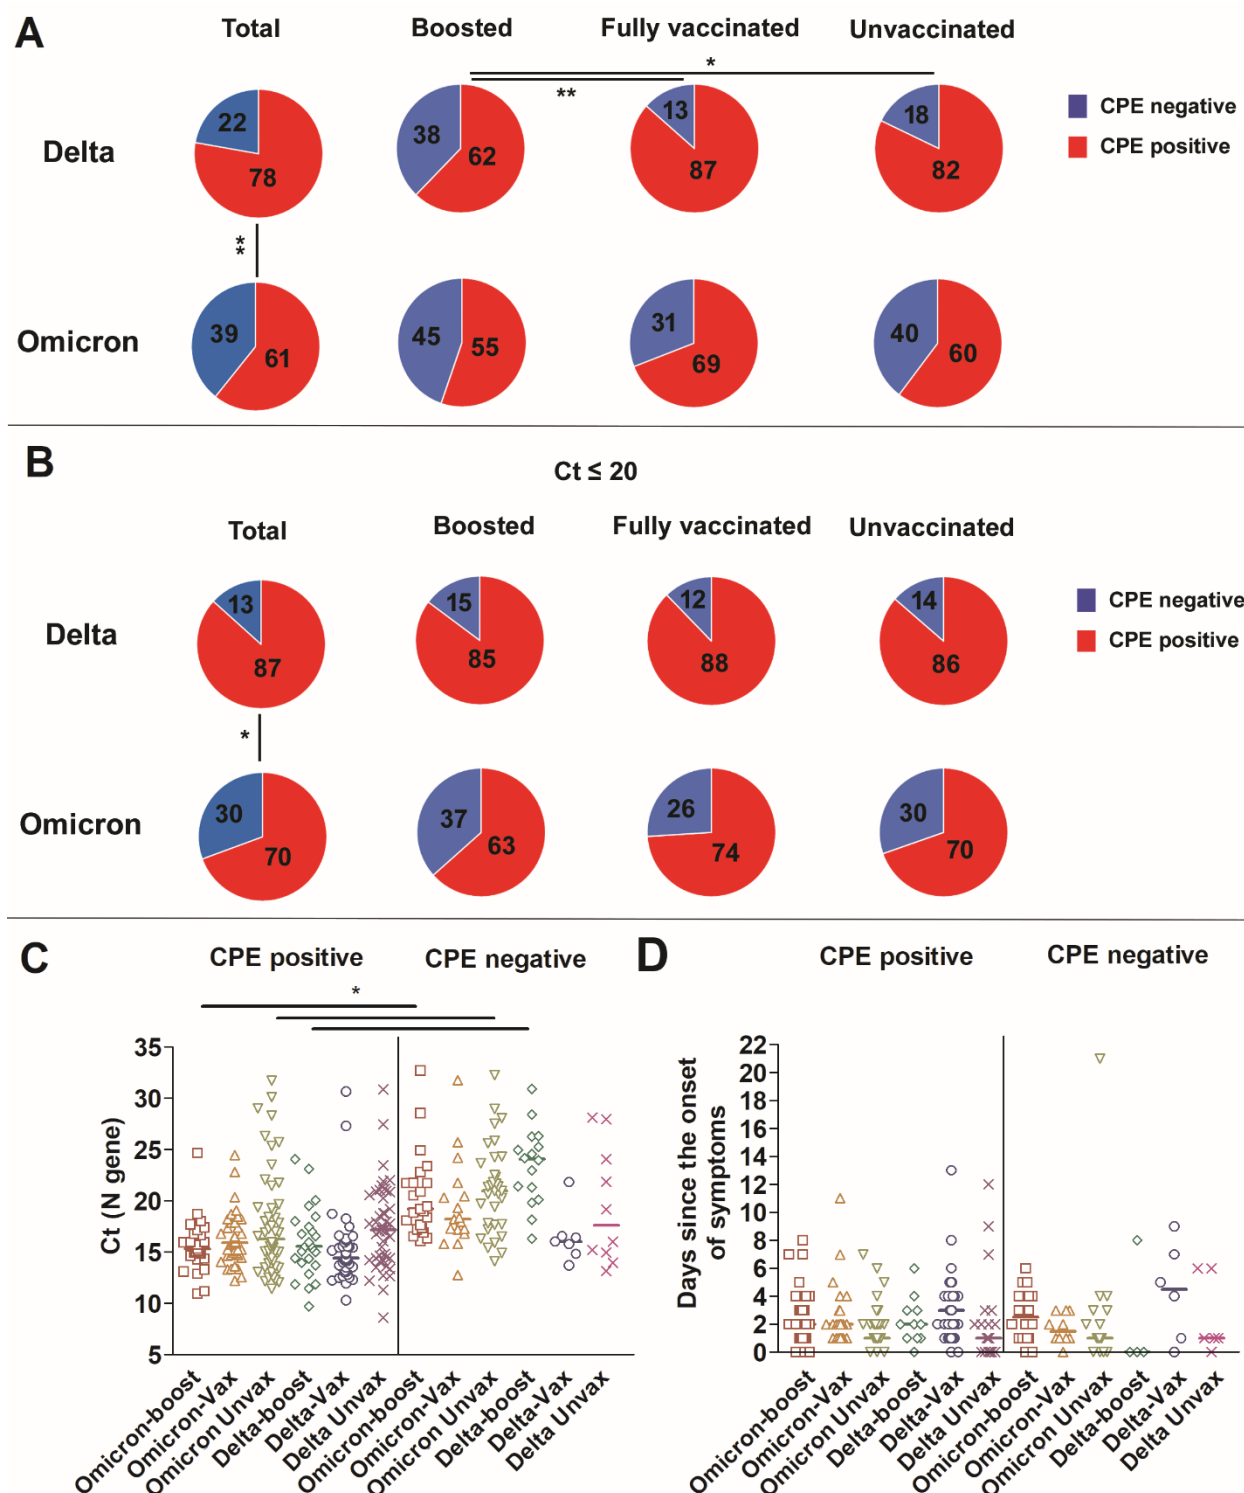 A
Total
Boosted
Fully vaccinated
Unvaccinated
*
**
CPE negative
CPE positive
Delta
22
78
38
62
13
87
18
82
**
Omicron
39
61
45
55
31
69
40
60
B
Ct ≤ 20
Total
Boosted
Fully vaccinated
Unvaccinated
CPE negative
CPE positive
Delta
13
87
15
85
12
88
14
86
*
Omicron
30
70
37
63
26
74
30
70
C
CPE positive
CPE negative
*
Ct (N gene)
35
30
25
20
15
10
5
Omicron-boost
Omicron-Vax
Omicron Unvax
Delta-boost
Delta-Vax
Delta Unvax
Omicron-boost
Omicron-Vax
Omicron Unvax
Delta-boost
Delta-Vax
Delta Unvax
D
CPE positive
CPE negative
Days since the onset
of symptoms
22
20
18
16
14
12
10
8
6
4
2
0
Omicron-boost
Omicron-Vax
Omicron Unvax
Delta-boost
Delta-Vax
Delta Unvax
Omicron-boost
Omicron-Vax
Omicron Unvax
Delta-boost
Delta-Vax
Delta Unvax